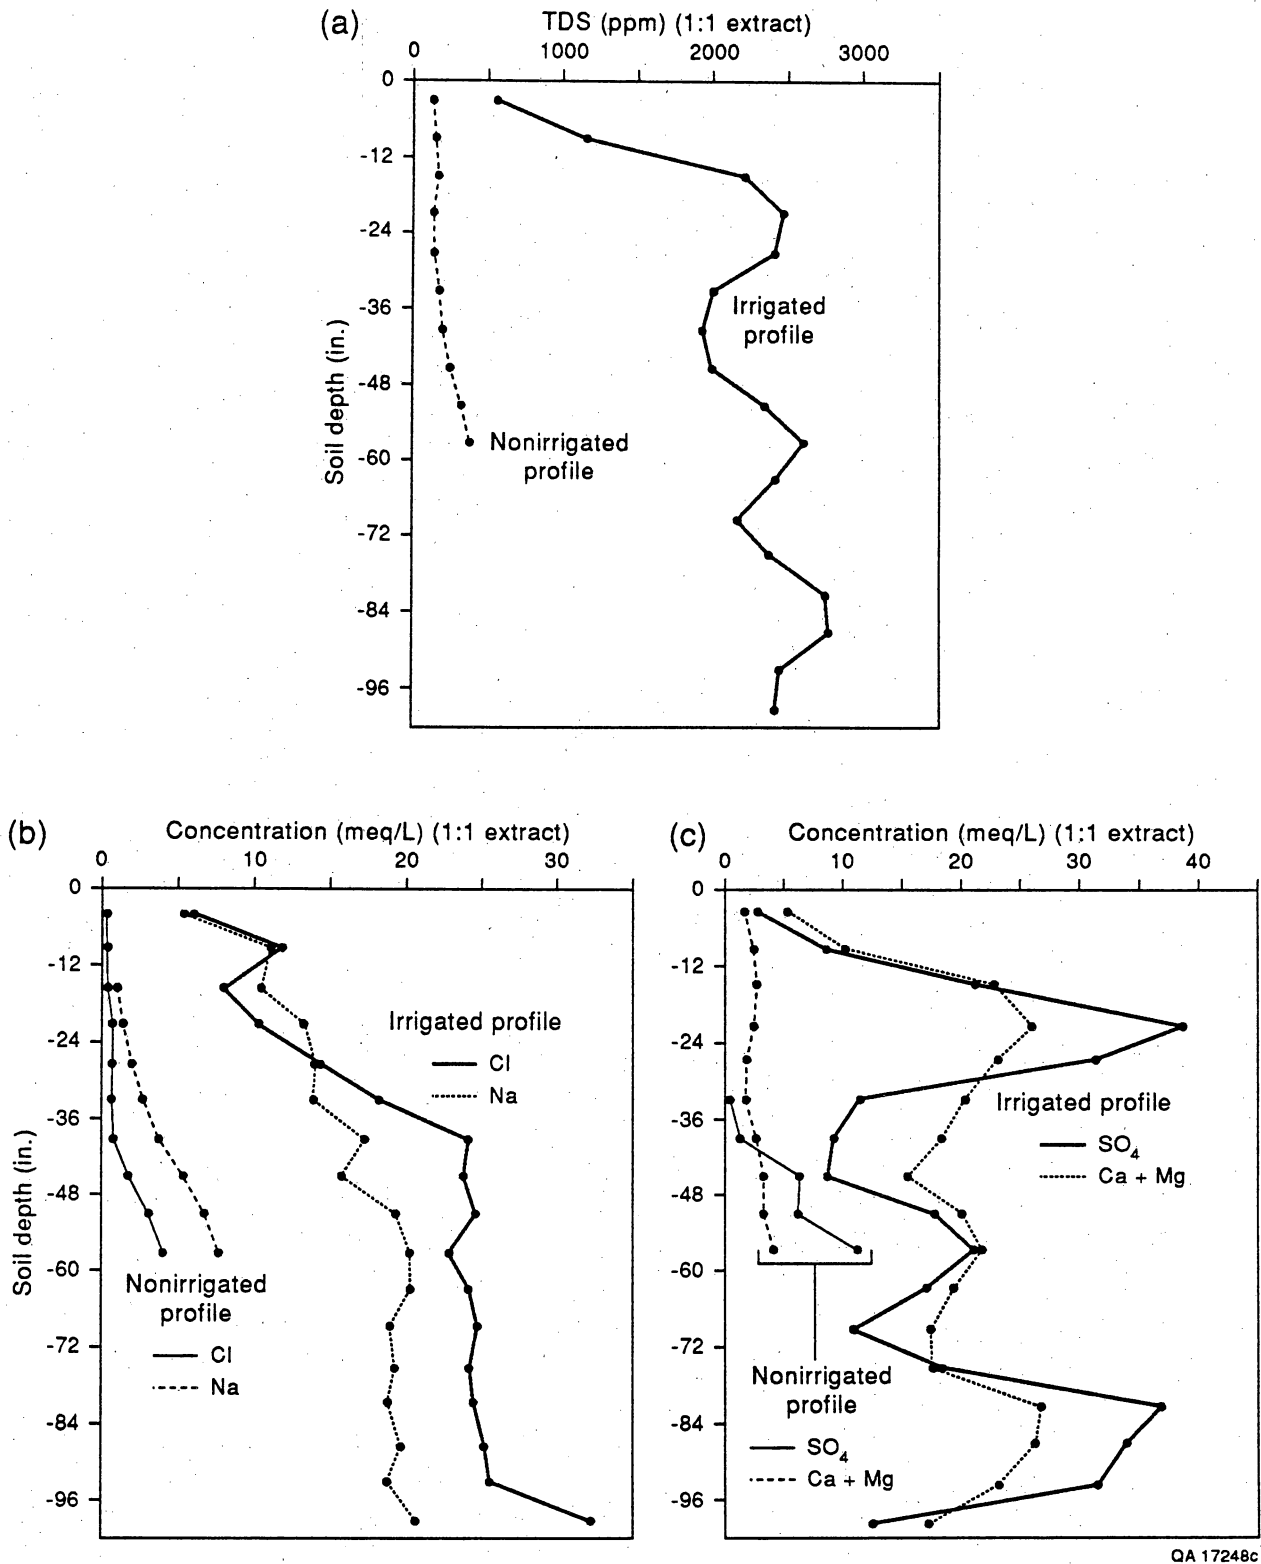 (a)
TDS (ppm) (1:1 extract)
0 1000 2000 3000
0
-12
-24
-36
-48
-60
-72
-84
-96
Soil depth (in.)
Irrigated
profile
Nonirrigated
profile
(b)
Concentration (meq/L) (1:1 extract)
0 10 20 30
0
-12
-24
-36
-48
-60
-72
-84
-96
Soil depth (in.)
Irrigated profile
Cl
Na
Nonirrigated
profile
Cl
Na
(c)
Concentration (meq/L) (1:1 extract)
0 10 20 30 40
0
-12
-24
-36
-48
-60
-72
-84
-96
Irrigated profile
SO4
Ca + Mg
Nonirrigated
profile
SO4
Ca + Mg
QA 17248c